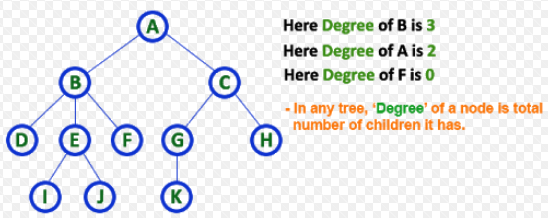 A
Here Degree of B is 3
Here Degree of A is 2
B
C
Here Degree of F is 0
- In any tree, ‘Degree’ of a node is total
number of children it has.
D
E
F
G
H
I
J
K